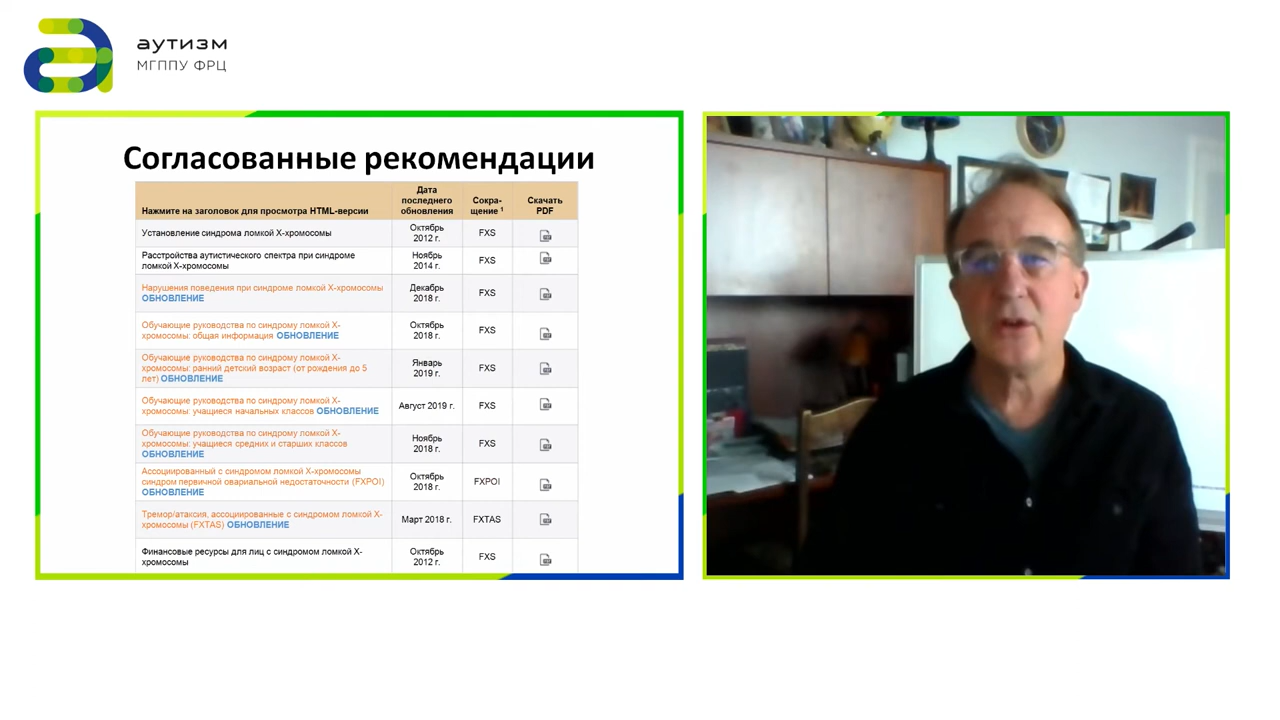 аутизм
МГППУ ФРЦ
Согласованные рекомендации
Нажмите на заголовок для просмотра HTML-версии
Дата
последнего
обновления
Сокра-
щение ¹
Скачать
PDF
Установление синдрома ломкой Х-хромосомы
Октябрь
2012 г.
FXS
Расстройства аутистического спектра при синдроме
ломкой Х-хромосомы
Ноябрь
2014 г.
FXS
Нарушения поведения при синдроме ломкой Х-хромосомы
ОБНОВЛЕНИЕ
Декабрь
2018 г.
FXS
Обучающие руководства по синдрому ломкой Х-
хромосомы: общая информация ОБНОВЛЕНИЕ
Октябрь
2018 г.
FXS
Обучающие руководства по синдрому ломкой Х-
хромосомы: ранний детский возраст (от рождения до 5
лет) ОБНОВЛЕНИЕ
Январь
2019 г.
FXS
Обучающие руководства по синдрому ломкой Х-
хромосомы: учащиеся начальных классов ОБНОВЛЕНИЕ
Август 2019 г.
FXS
Обучающие руководства по синдрому ломкой Х-
хромосомы: учащиеся средних и старших классов
ОБНОВЛЕНИЕ
Ноябрь
2018 г.
FXS
Ассоциированный с синдромом ломкой Х-хромосомы
синдром первичной овариальной недостаточности (FXPOI)
ОБНОВЛЕНИЕ
Октябрь
2018 г.
FXPOI
Тремор/атаксия, ассоциированные с синдромом ломкой Х-
хромосомы (FXTAS) ОБНОВЛЕНИЕ
Март 2018 г.
FXTAS
Финансовые ресурсы для лиц с синдромом ломкой Х-
хромосомы
Октябрь
2012 г.
FXS